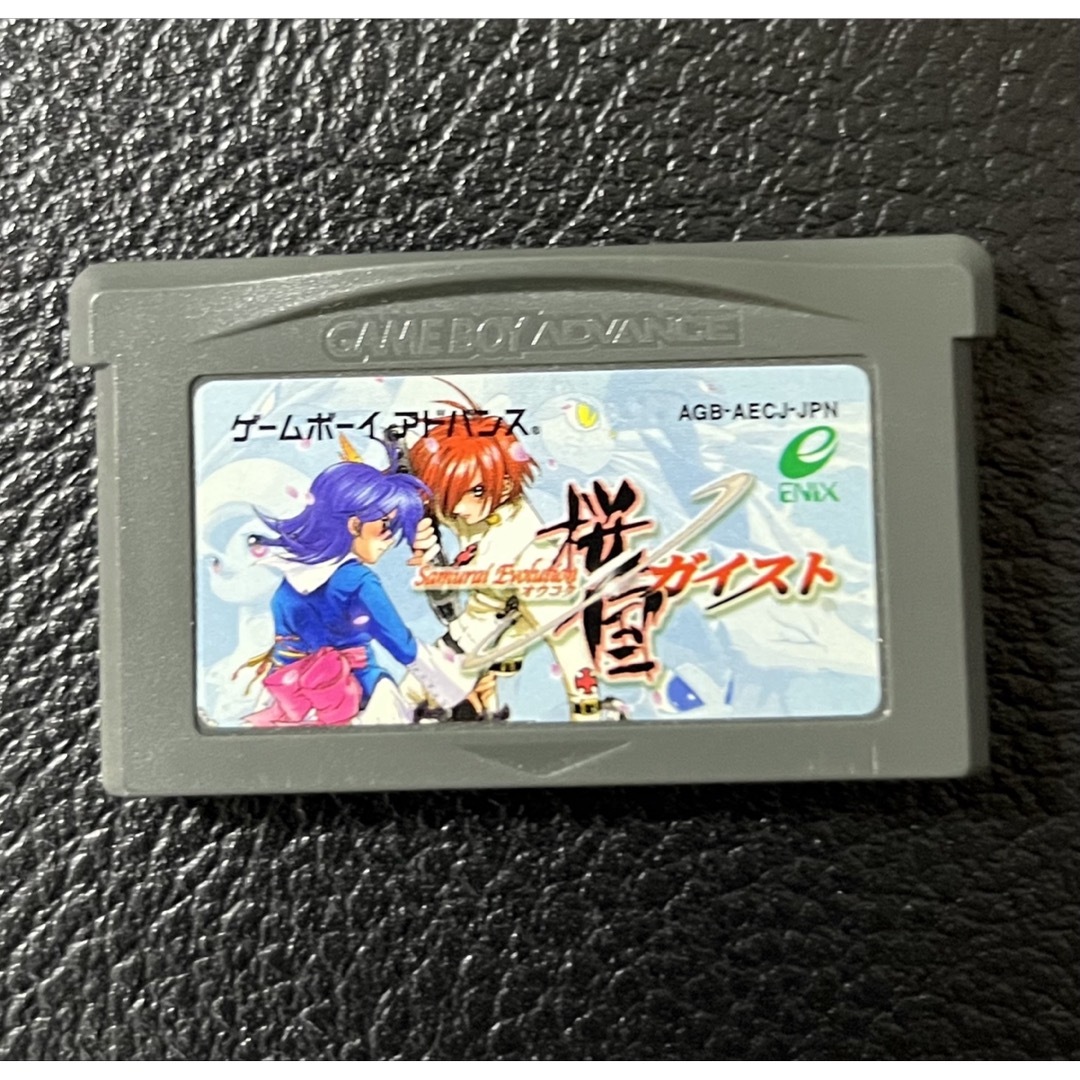 GAME BOY ADVANCE
ゲームボーイアドバンス®
AGB-AECJ-JPN
ENIX
Samurai Evolution
オウコク
桜国ガイスト